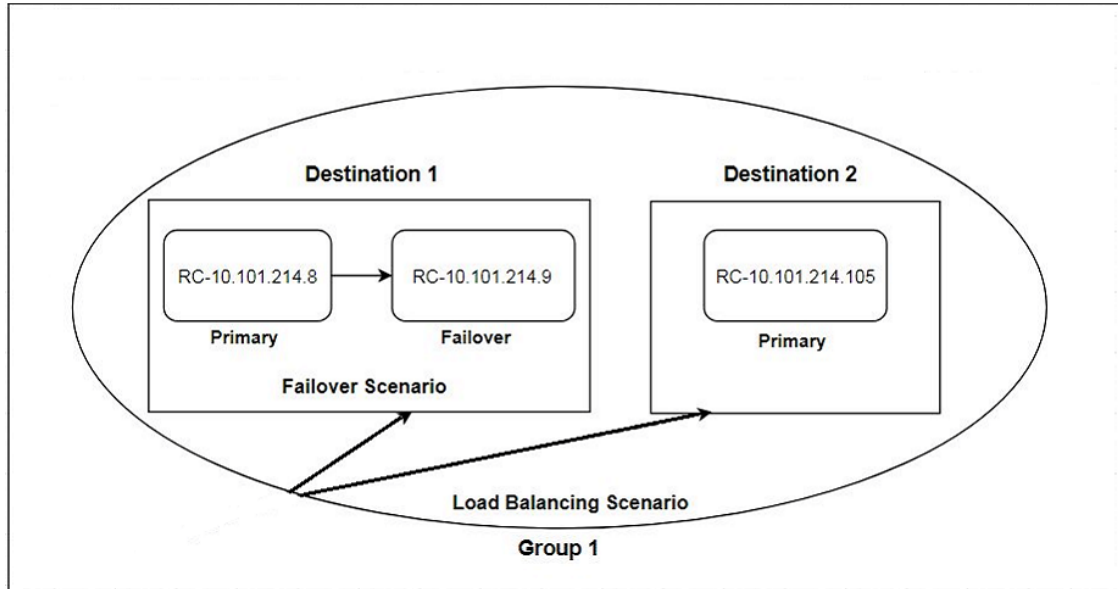 Destination 1
Destination 2
RC-10.101.214.8
RC-10.101.214.9
RC-10.101.214.105
Primary
Failover
Primary
Failover Scenario
Load Balancing Scenario
Group 1